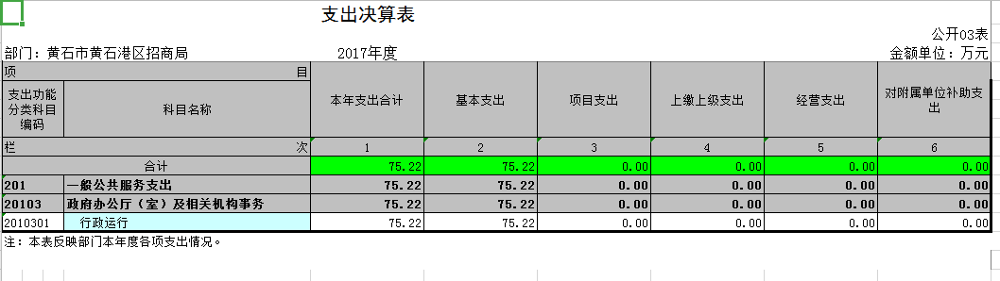 支出决算表
公开03表
部门：黄石市黄石港区招商局 2017年度 金额单位：万元
项 目
支出功能分类科目编码 科目名称 本年支出合计 基本支出 项目支出 上缴上级支出 经营支出 对附属单位补助支出
栏 次 1 2 3 4 5 6
合计 75.22 75.22 0.00 0.00 0.00 0.00
201 一般公共服务支出 75.22 75.22 0.00 0.00 0.00 0.00
20103 政府办公厅（室）及相关机构事务 75.22 75.22 0.00 0.00 0.00 0.00
2010301 行政运行 75.22 75.22 0.00 0.00 0.00 0.00
注：本表反映部门本年度各项支出情况。